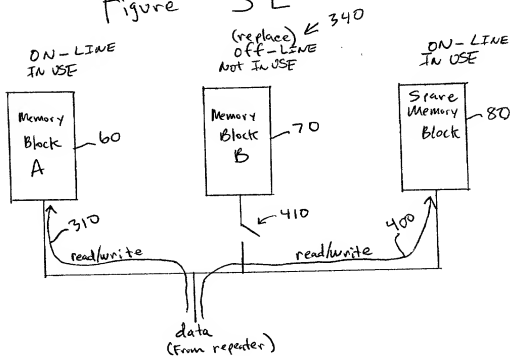 Figure 3E
(replace) 340
ON-LINE
IN USE
OFF-LINE
Not IN USE
ON-LINE
IN USE
Memory
Block
A
60
Memory
Block
B
70
Spare
Memory
Block
80
310
410
400
read/write
read/write
data
(From repeater)